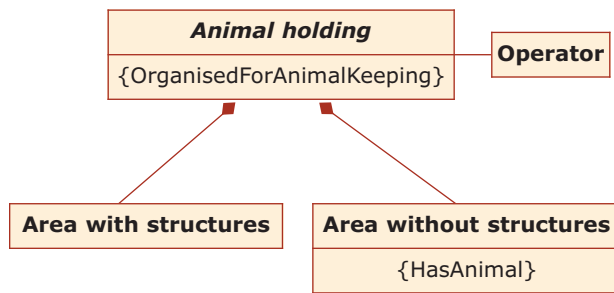 Animal holding
{OrganisedForAnimalKeeping}
Operator
Area with structures
Area without structures
{HasAnimal}